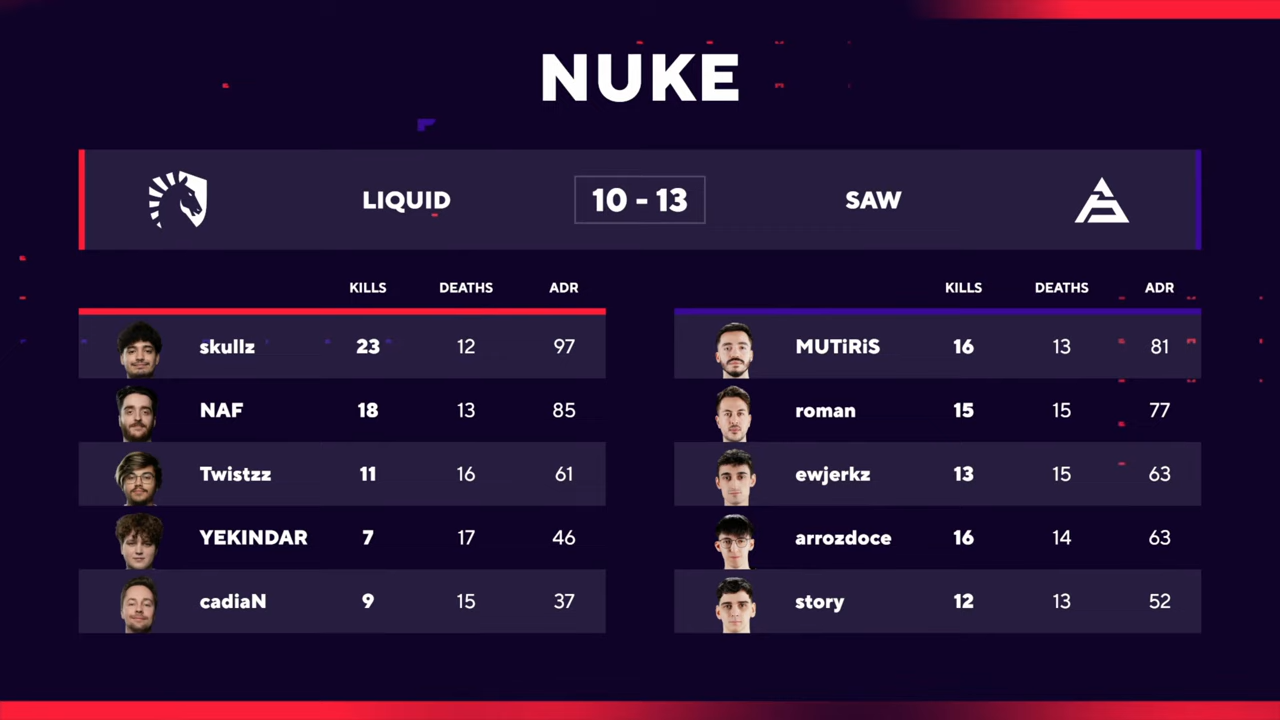 NUKE
LIQUID 10 - 13 SAW
KILLS DEATHS ADR KILLS DEATHS ADR
skullz 23 12 97 MUTiRiS 16 13 81
NAF 18 13 85 roman 15 15 77
Twistzz 11 16 61 ewjerkz 13 15 63
YEKINDAR 7 17 46 arrozdoce 16 14 63
cadiaN 9 15 37 story 12 13 52